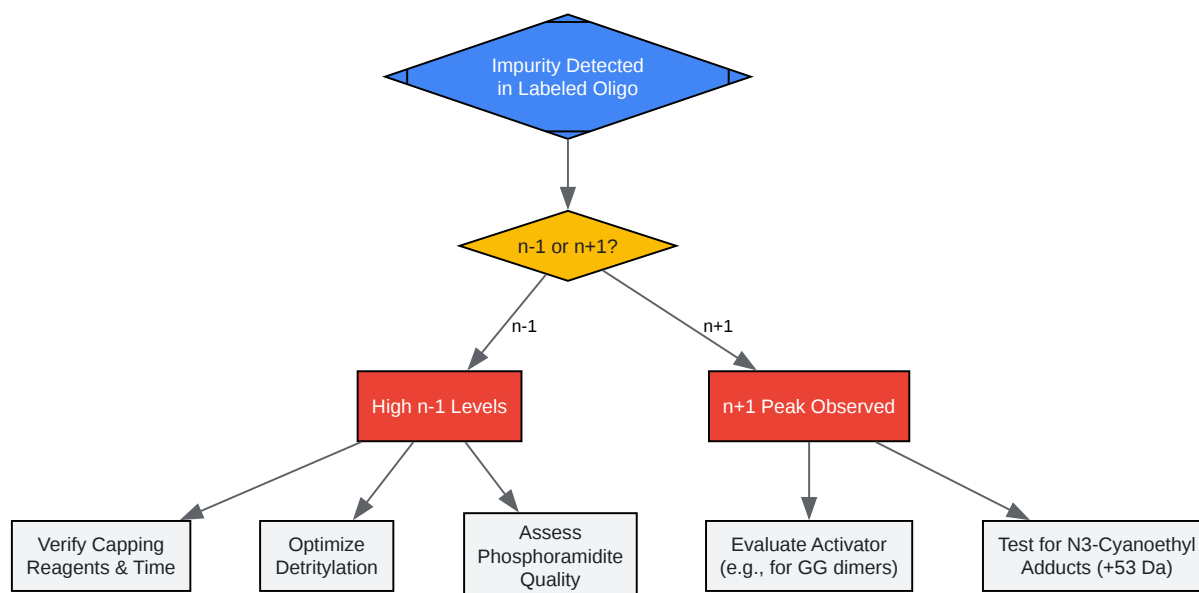 Impurity Detected
in Labeled Oligo
n-1 or n+1?
n-1
n+1
High n-1 Levels
n+1 Peak Observed
Verify Capping
Reagents & Time
Optimize
Detritylation
Assess
Phosphoramidite
Quality
Evaluate Activator
(e.g., for GG dimers)
Test for N3-Cyanoethyl
Adducts (+53 Da)